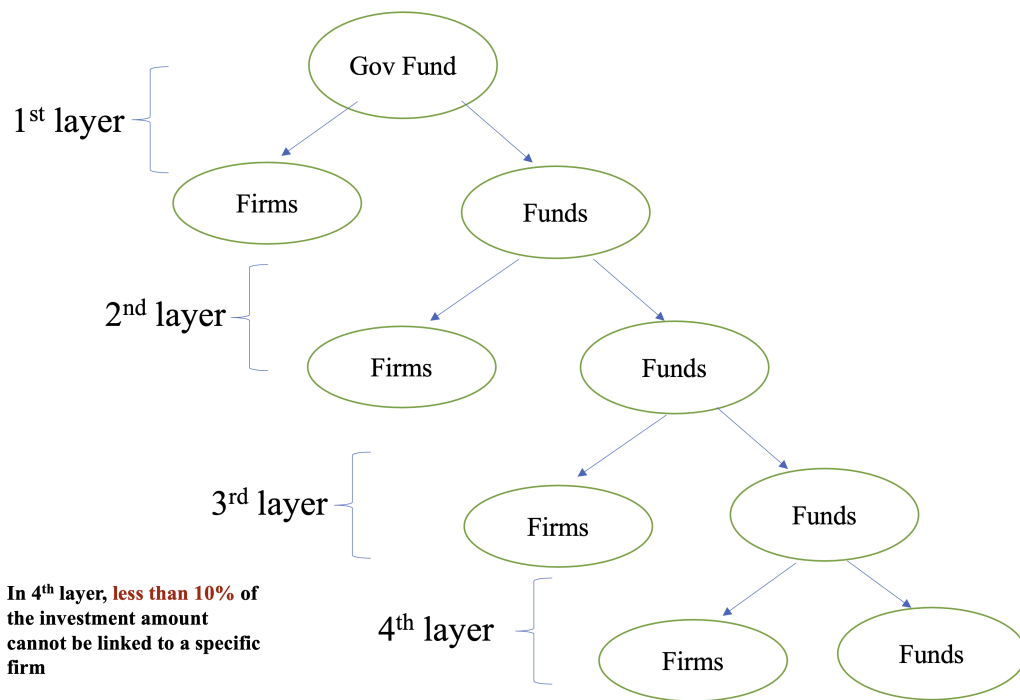 Gov Fund
1st layer
Firms
Funds
2nd layer
Firms
Funds
3rd layer
Firms
Funds
In 4th layer, less than 10% of
the investment amount
cannot be linked to a specific
firm
4th layer
Firms
Funds